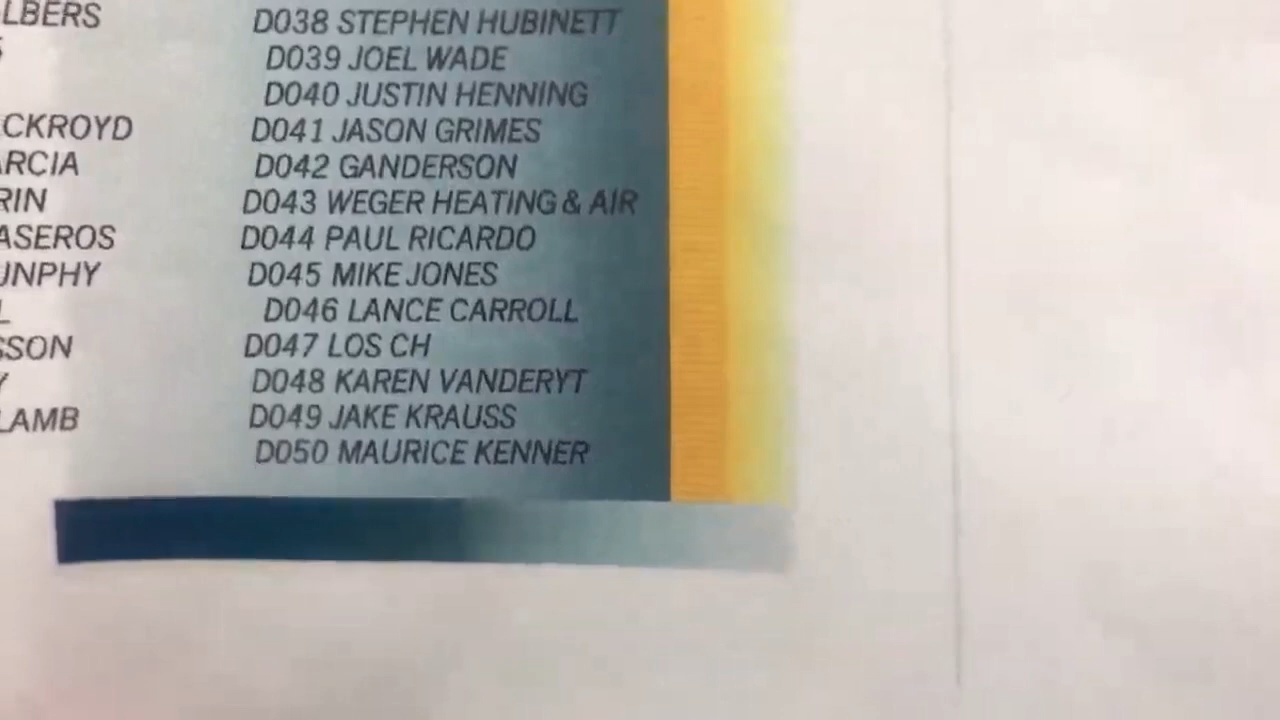 LBERS
D038 STEPHEN HUBINETT
D039 JOEL WADE
D040 JUSTIN HENNING
CKROYD
D041 JASON GRIMES
ARCIA
D042 GANDERSON
RIN
D043 WEGER HEATING & AIR
ASEROS
D044 PAUL RICARDO
UNPHY
D045 MIKE JONES
L
D046 LANCE CARROLL
SSON
D047 LOS CH
Y
D048 KAREN VANDERYT
LAMB
D049 JAKE KRAUSS
D050 MAURICE KENNER